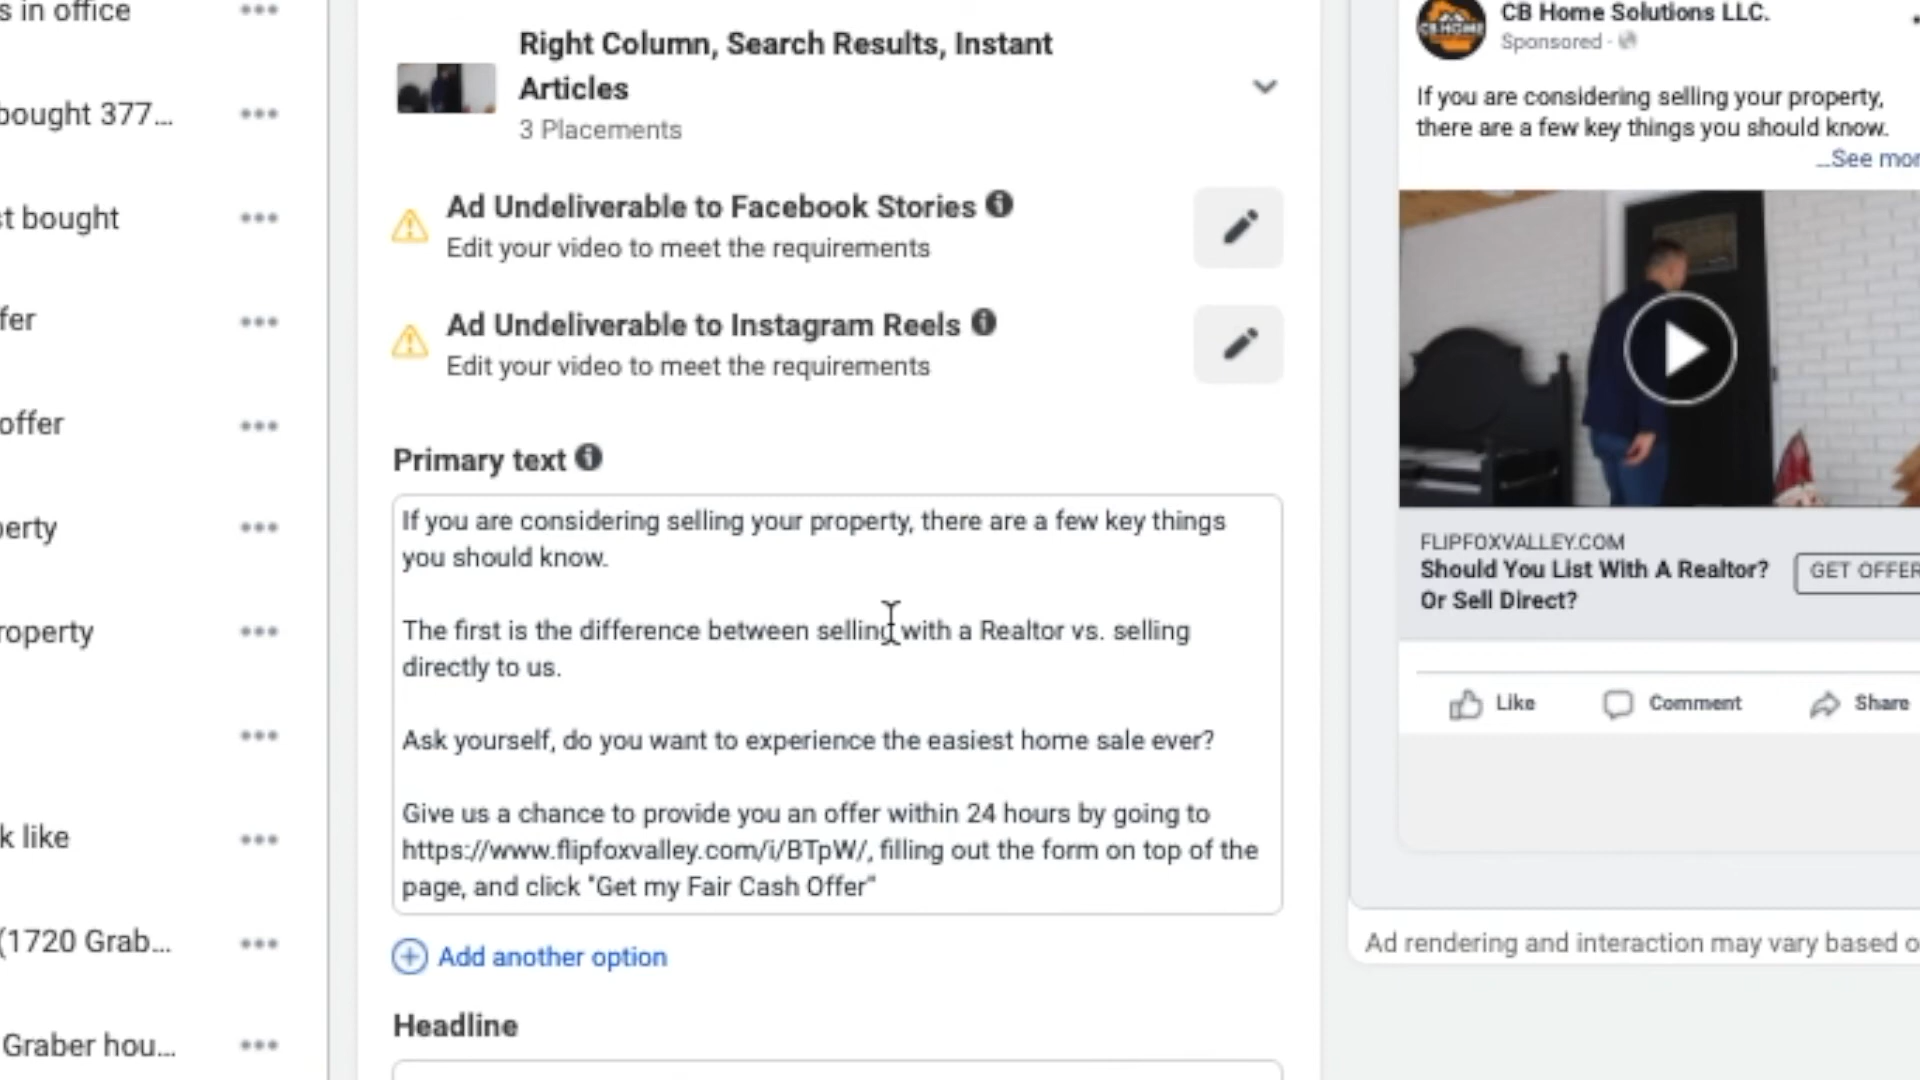 s in office
bought 377...
st bought
fer
offer
perty
roperty
k like
(1720 Grab...
Graber hou...
Right Column, Search Results, Instant
Articles
3 Placements
Ad Undeliverable to Facebook Stories
Edit your video to meet the requirements
Ad Undeliverable to Instagram Reels
Edit your video to meet the requirements
Primary text
If you are considering selling your property, there are a few key things
you should know.
The first is the difference between selling with a Realtor vs. selling
directly to us.
Ask yourself, do you want to experience the easiest home sale ever?
Give us a chance to provide you an offer within 24 hours by going to
https://www.flipfoxvalley.com/i/BTpW/, filling out the form on top of the
page, and click "Get my Fair Cash Offer"
Add another option
Headline
CB HOME
CB Home Solutions LLC.
Sponsored ·
If you are considering selling your property,
there are a few key things you should know.
...See mor
FLIPFOXVALLEY.COM
Should You List With A Realtor?
Or Sell Direct?
GET OFFER
Like
Comment
Share
Ad rendering and interaction may vary based o